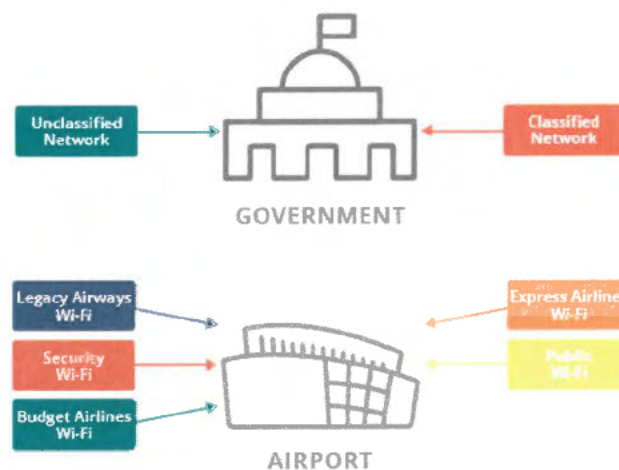 Unclassified
Network
Classified
Network
GOVERNMENT
Legacy Airways
Wi-Fi
Security
Wi-Fi
Budget Airlines
Wi-Fi
Express Airline
Wi-Fi
Public
Wi-Fi
AIRPORT